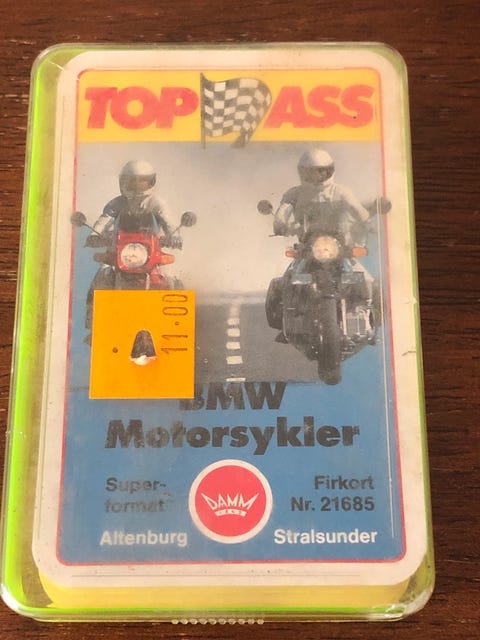 TOP ASS
11.00
BMW
Motorsykler
Super-
format
Firkort
Nr. 21685
DAMM
Altenburg
Stralsunder